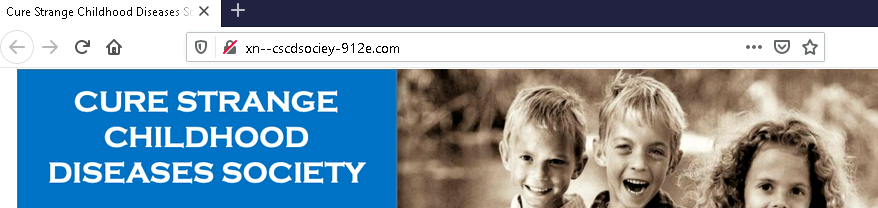 Cure Strange Childhood Diseases So
xn--cscdsociey-912e.com
CURE STRANGE
CHILDHOOD
DISEASES SOCIETY